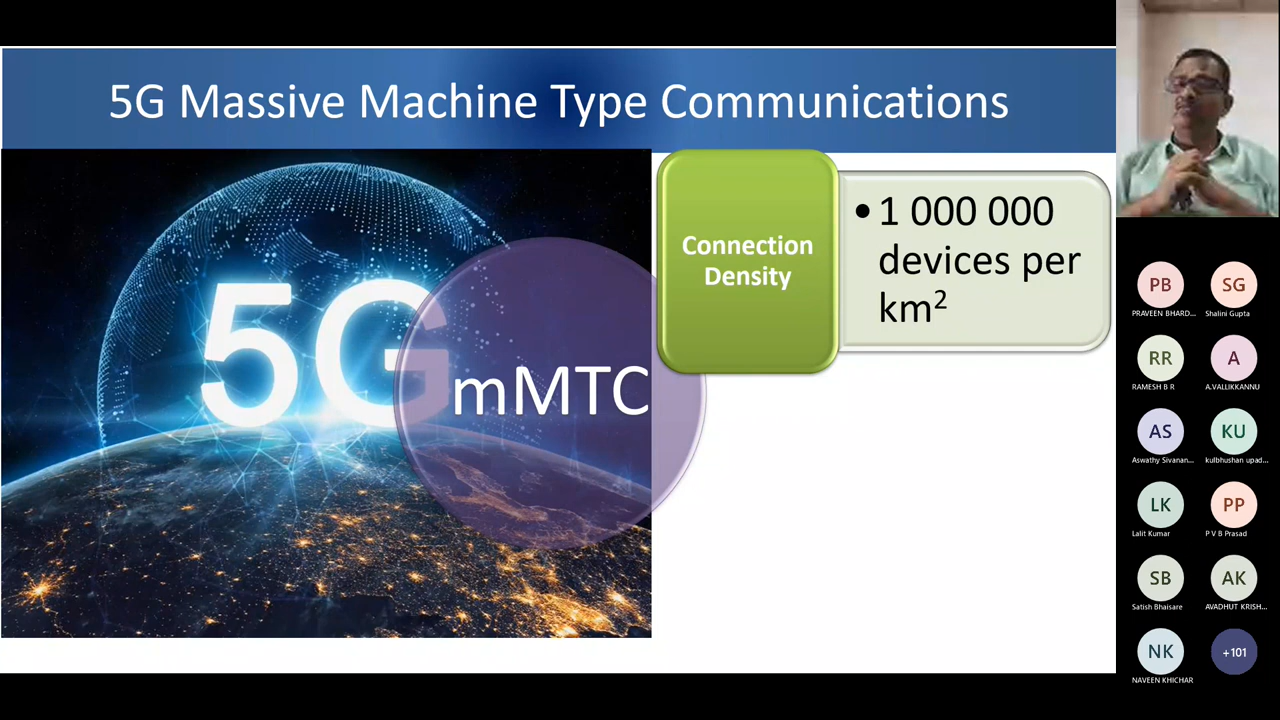 5G Massive Machine Type Communications
5G
mMTC
Connection
Density
• 1 000 000
devices per
km²
PB
SG
PRAVEEN BHARD...
Shalini Gupta
RR
A
RAMESH B R
A.VALLIKKANNU
AS
KU
Aswathy Sivanan...
kulbhushan upad...
LK
PP
Lalit Kumar
P V B Prasad
SB
AK
Satish Bhaisare
AVADHUT KRISH...
NK
+101
NAVEEN KHICHAR